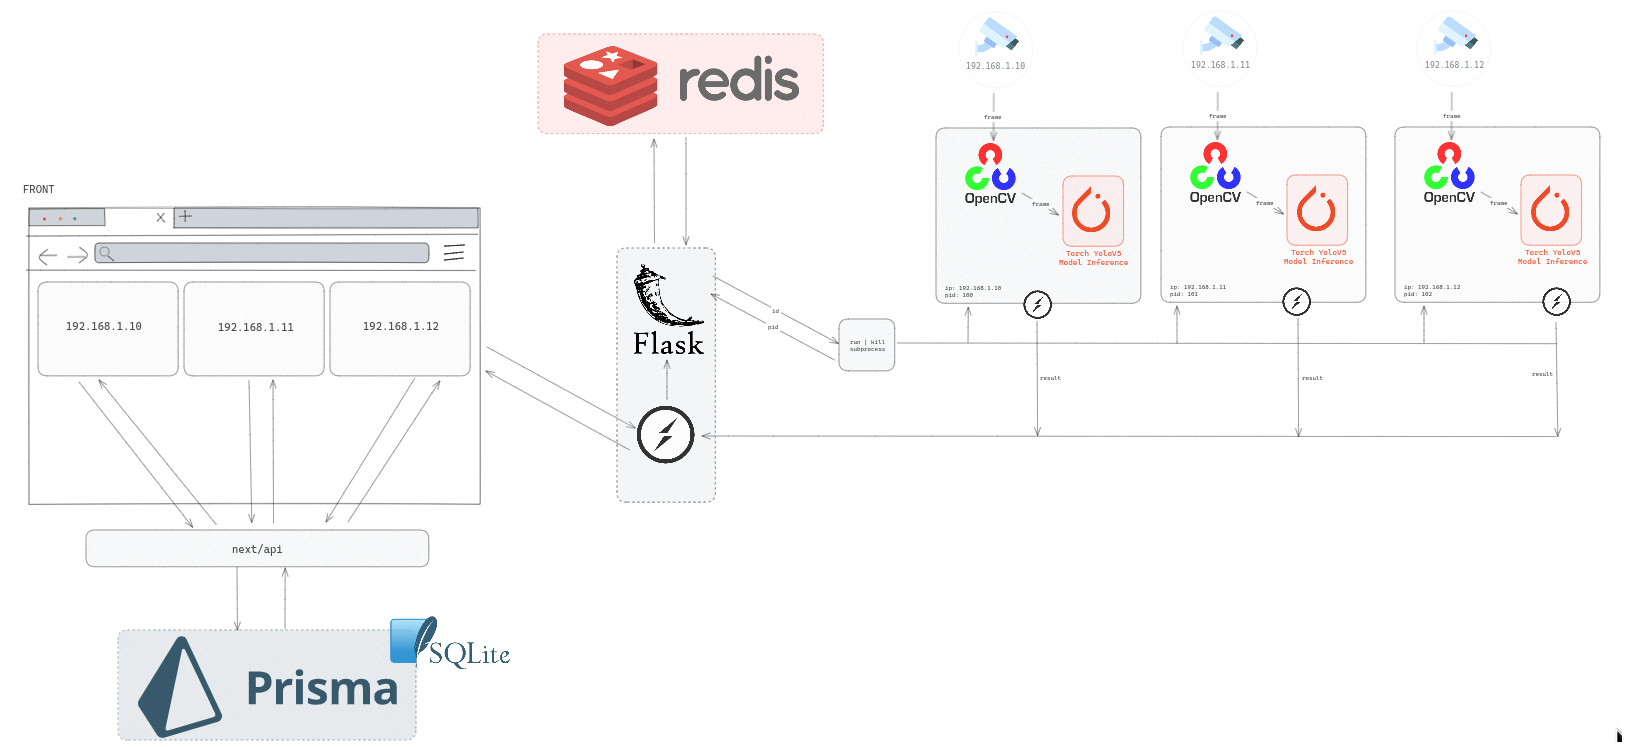 redis
192.168.1.10
192.168.1.11
192.168.1.12
frame
frame
frame
OpenCV
frame
Torch YoloV5
Model Inference
ip: 192.168.1.10
pid: 100
OpenCV
frame
Torch YoloV5
Model Inference
ip: 192.168.1.11
pid: 101
OpenCV
frame
Torch YoloV5
Model Inference
ip: 192.168.1.12
pid: 102
FRONT
192.168.1.10
192.168.1.11
192.168.1.12
Flask
id
pid
run | kill
subprocess
result
result
result
next/api
Prisma
SQLite